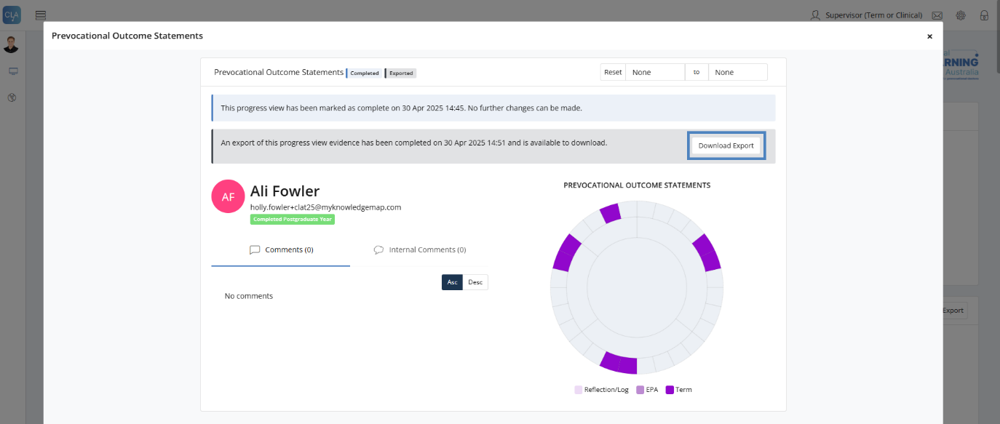 CLA
Supervisor (Term or Clinical)
Prevocational Outcome Statements
×
Prevocational Outcome Statements Completed Exported
Reset None to None
This progress view has been marked as complete on 30 Apr 2025 14:45. No further changes can be made.
An export of this progress view evidence has been completed on 30 Apr 2025 14:51 and is available to download.
Download Export
AF
Ali Fowler
holly.fowler+clat25@myknowledgemap.com
Completed Postgraduate Year
Comments (0)
Internal Comments (0)
Asc Desc
No comments
PREVOCATIONAL OUTCOME STATEMENTS
Reflection/Log EPA Term
al
RNING
Australia
Export